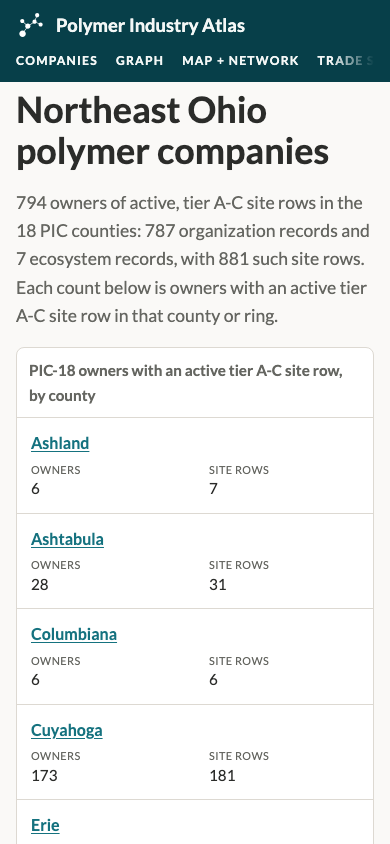 Polymer Industry Atlas
COMPANIES GRAPH MAP + NETWORK TRADE S
Northeast Ohio
polymer companies
794 owners of active, tier A-C site rows in the
18 PIC counties: 787 organization records and
7 ecosystem records, with 881 such site rows.
Each count below is owners with an active tier
A-C site row in that county or ring.
PIC-18 owners with an active tier A-C site row,
by county
Ashland
OWNERS SITE ROWS
6 7
Ashtabula
OWNERS SITE ROWS
28 31
Columbiana
OWNERS SITE ROWS
6 6
Cuyahoga
OWNERS SITE ROWS
173 181
Erie